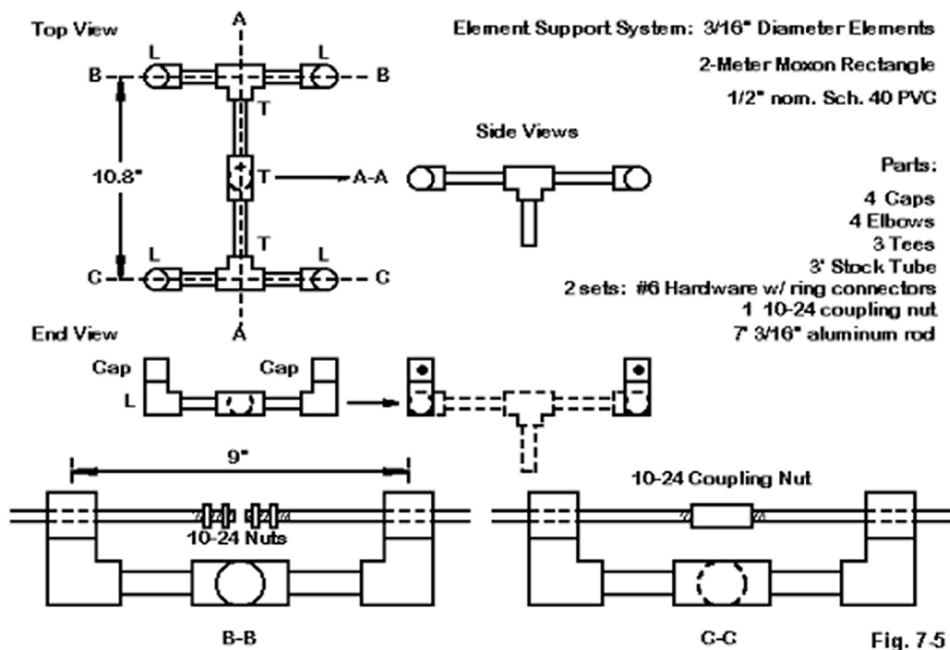 A
Top View
Element Support System: 3/16" Diameter Elements
L L
B B
2-Meter Moxon Rectangle
1/2" nom. Sch. 40 PVC
T
Side Views
10.8"
T
A-A
Parts:
4 Caps
4 Elbows
3 Tees
3' Stock Tube
2 sets: #6 Hardware w/ ring connectors
1 10-24 coupling nut
7' 3/16" aluminum rod
L T L
C C
A
End View
Cap Cap
L
9"
10-24 Nuts
10-24 Coupling Nut
B-B
C-C
Fig. 7-5